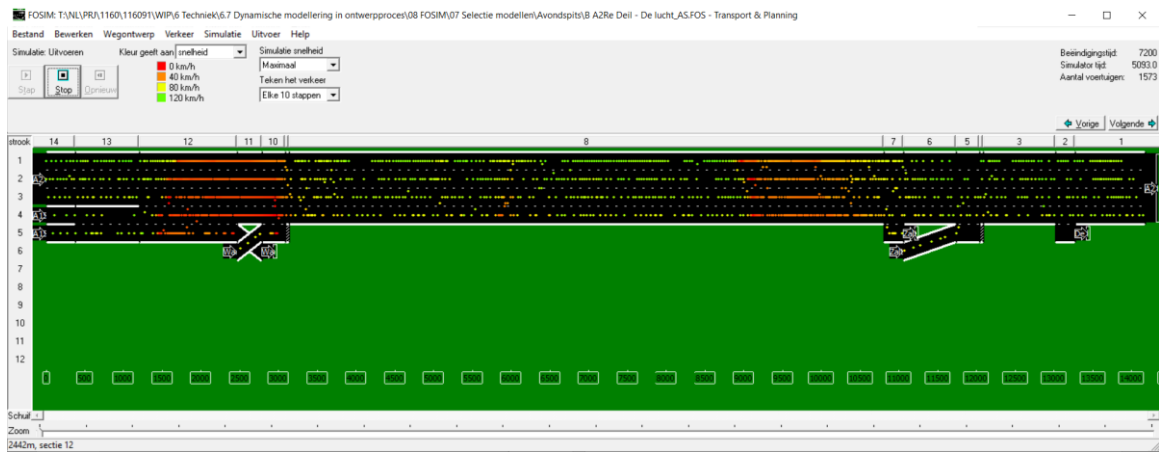 FOSIM: T:\NL\PRJ\1160\116091\WIP\6 Techniek\6.7 Dynamische modellering in ontwerpproces\08 FOSIM\07 Selectie modellen\Avondspits\B A2Re Deil - De lucht_AS.FOS - Transport & Planning
Bestand Bewerken Wegontwerp Verkeer Simulatie Uitvoer Help
Simulatie: Uitvoeren Kleur geeft aan snelheid Simulatie snelheid Beëindigingstijd: 7200
0 km/h Maximaal Simulator tijd: 5093.0
40 km/h Teken het verkeer Aantal voertuigen: 1573
Stap Stop Opnieuw 80 km/h Elke 10 stappen
120 km/h
Vorige Volgende
strook 14 13 12 11 10 8 7 6 5 3 2 1
1
2
3
4
5
6
7
8
9
10
11
12
0 500 1000 1500 2000 2500 3000 3500 4000 4500 5000 5500 6000 6500 7000 7500 8000 8500 9000 9500 10000 10500 11000 11500 12000 12500 13000 13500 14000
Schuif
Zoom
2442m, sectie 12